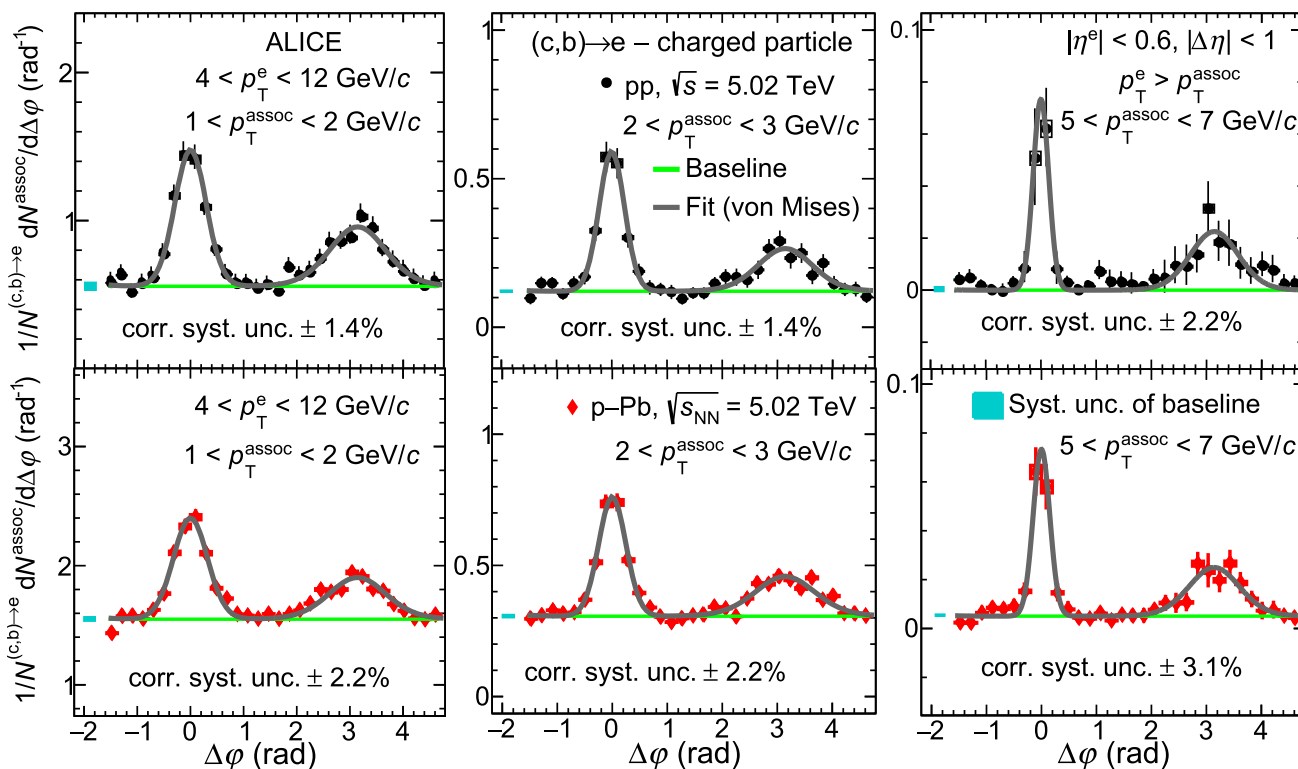 1/N^(c,b)→e dN^assoc/dΔφ (rad⁻¹)
2
1
ALICE
4 < p_T^e < 12 GeV/c
1 < p_T^assoc < 2 GeV/c
corr. syst. unc. ± 1.4%
1
0.5
0
(c,b)→e – charged particle
pp, √s = 5.02 TeV
2 < p_T^assoc < 3 GeV/c
Baseline
Fit (von Mises)
corr. syst. unc. ± 1.4%
0.1
0
|η^e| < 0.6, |Δη| < 1
p_T^e > p_T^assoc
5 < p_T^assoc < 7 GeV/c
corr. syst. unc. ± 2.2%
1/N^(c,b)→e dN^assoc/dΔφ (rad⁻¹)
3
2
1
4 < p_T^e < 12 GeV/c
1 < p_T^assoc < 2 GeV/c
corr. syst. unc. ± 2.2%
−2 −1 0 1 2 3 4
Δφ (rad)
1
0.5
0
p–Pb, √s_NN = 5.02 TeV
2 < p_T^assoc < 3 GeV/c
corr. syst. unc. ± 2.2%
−2 −1 0 1 2 3 4
Δφ (rad)
0.1
0
Syst. unc. of baseline
5 < p_T^assoc < 7 GeV/c
corr. syst. unc. ± 3.1%
−2 −1 0 1 2 3 4
Δφ (rad)